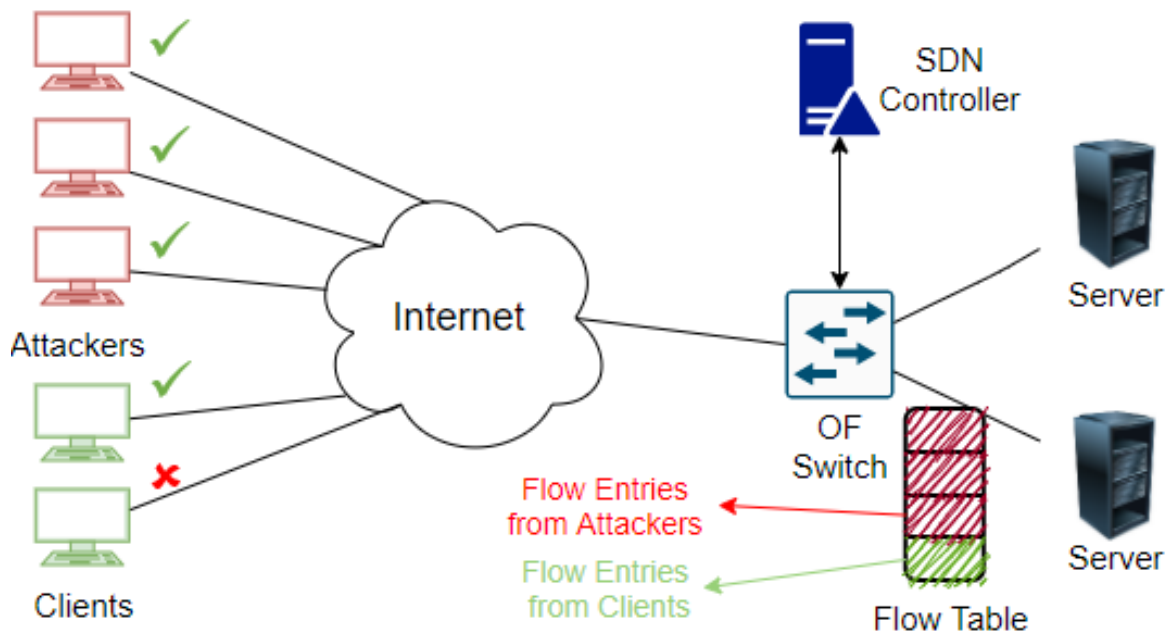 SDN
Controller
Server
Internet
Attackers
OF
Switch
Flow Entries
from Attackers
Server
Flow Entries
from Clients
Clients
Flow Table